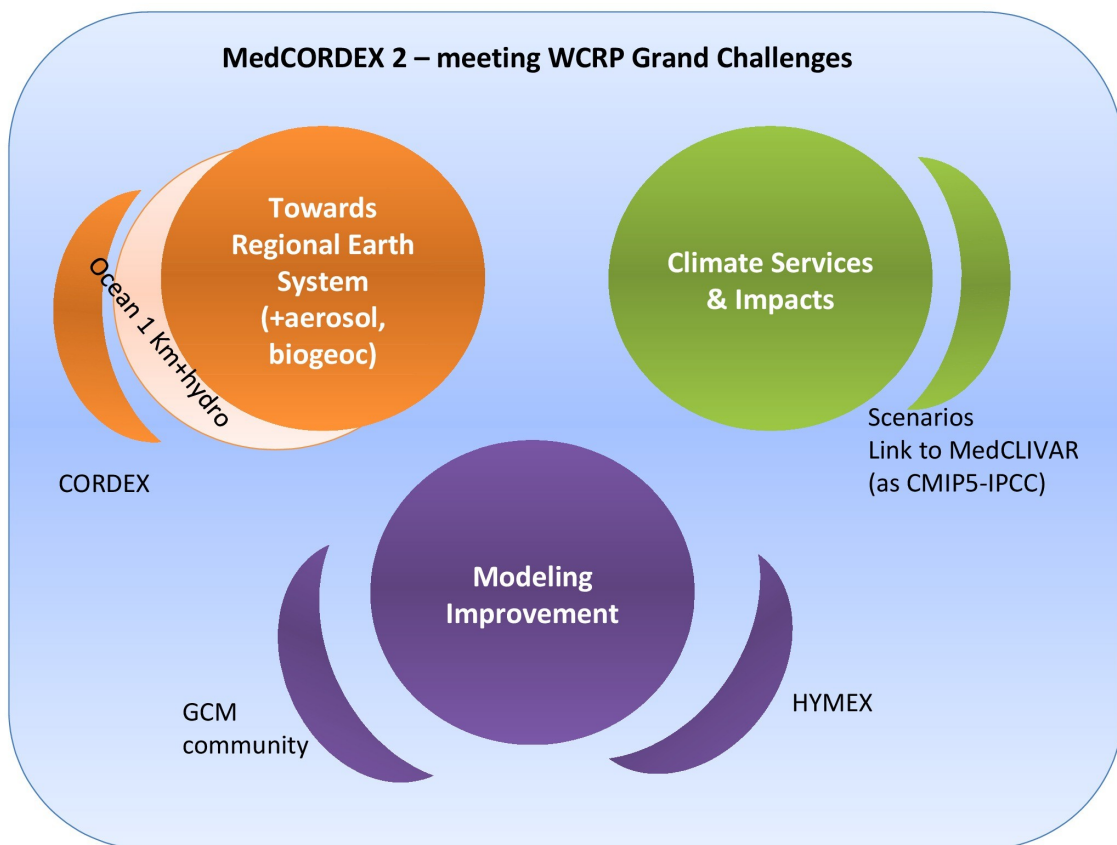 MedCORDEX 2 – meeting WCRP Grand Challenges
Towards
Regional Earth
System
(+aerosol,
biogeoc)
Ocean 1 Km+hydro
CORDEX
Climate Services
& Impacts
Scenarios
Link to MedCLIVAR
(as CMIP5-IPCC)
Modeling
Improvement
GCM
community
HYMEX